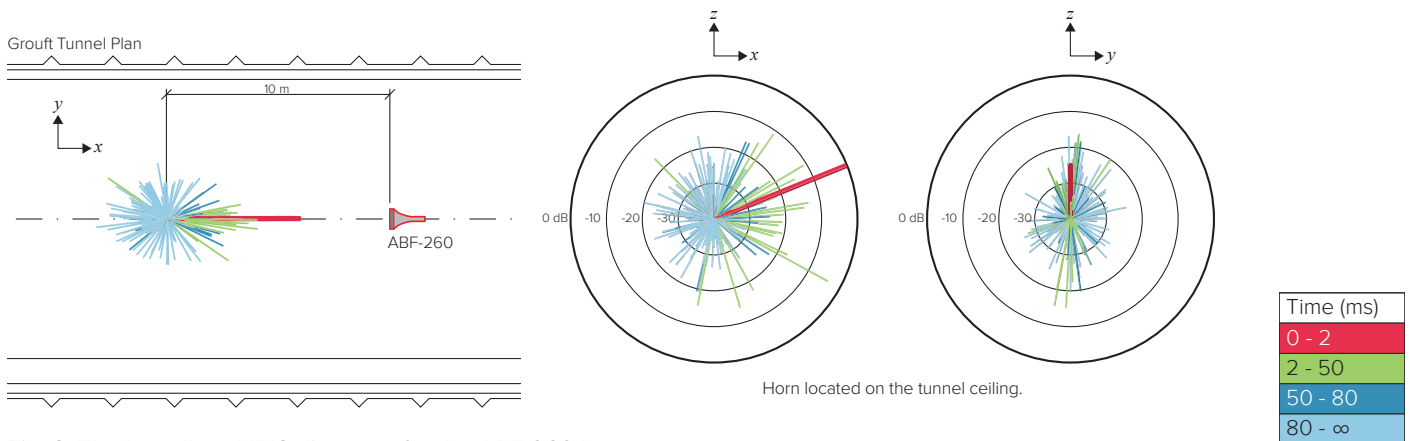 Grouft Tunnel Plan
10 m
y
x
ABF-260
z
x
0 dB -10 -20 -30
z
y
0 dB -10 -20 -30
Horn located on the tunnel ceiling.
Time (ms)
0 - 2
2 - 50
50 - 80
80 - ∞